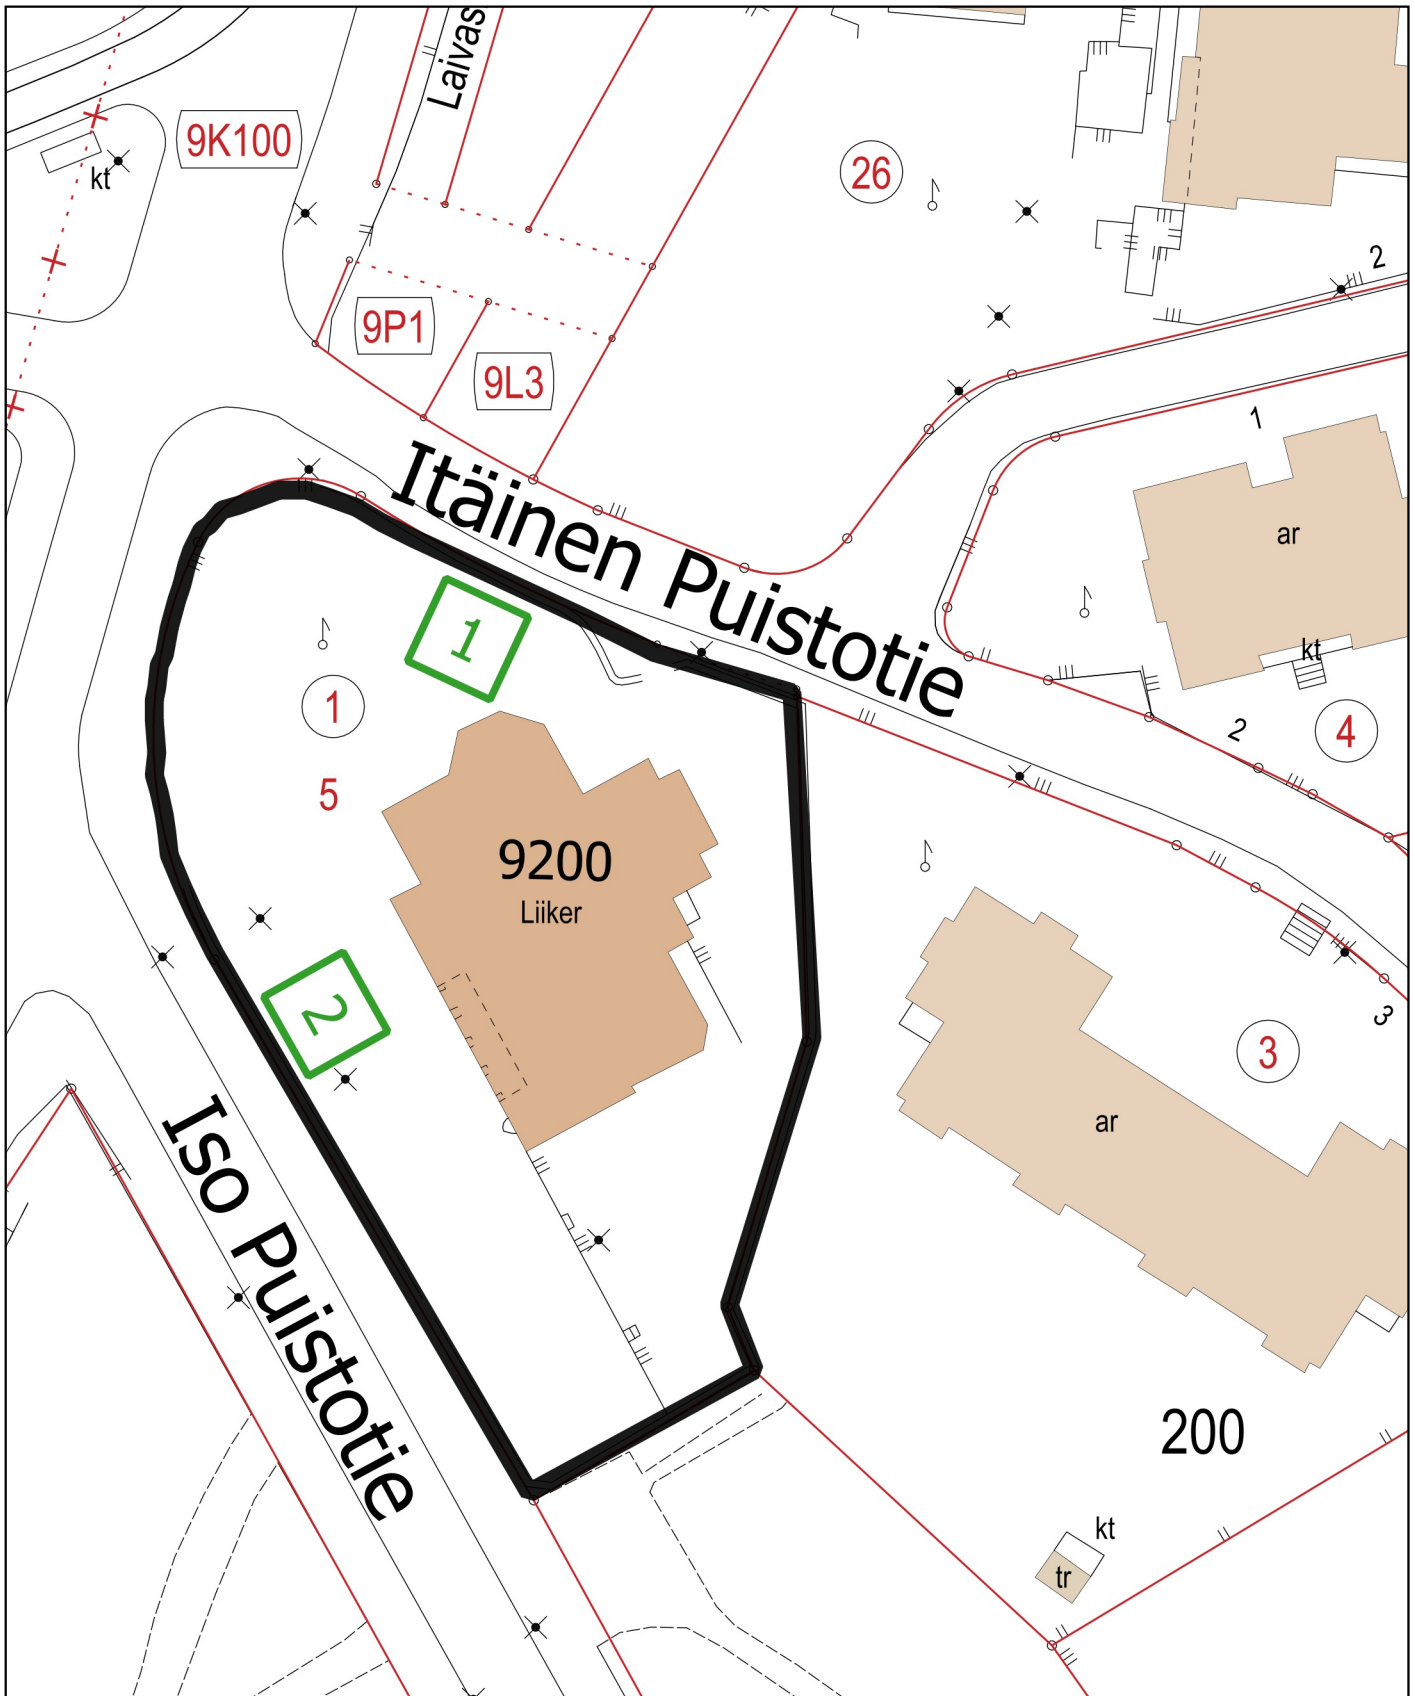 Laivas
9K100
kt
26
2
9P1
9L3
1
Itäinen Puistotie
ar
1
kt
1
2
4
5
9200
Liiker
2
3
3
ar
Iso Puistotie
200
kt
tr